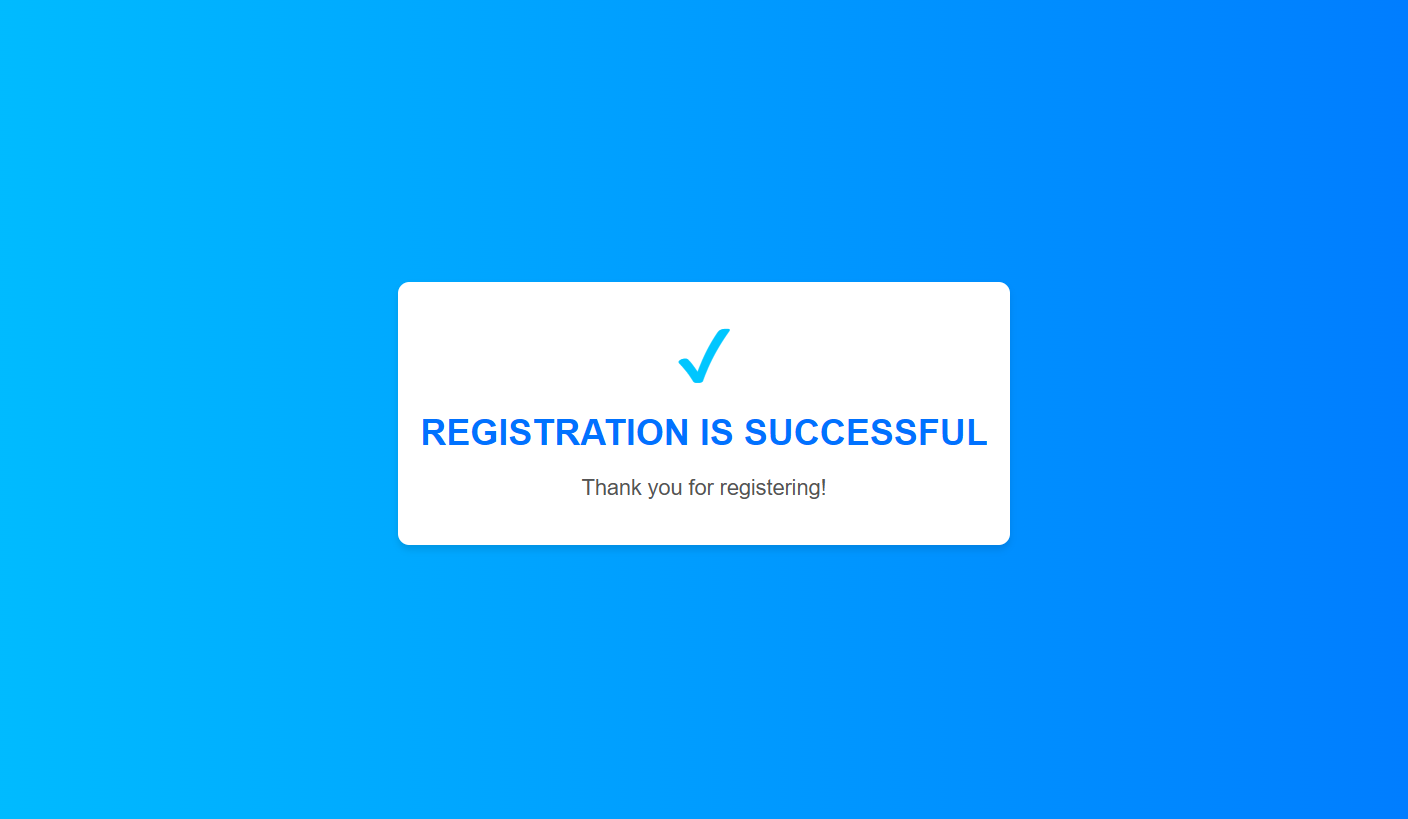 REGISTRATION IS SUCCESSFUL
Thank you for registering!